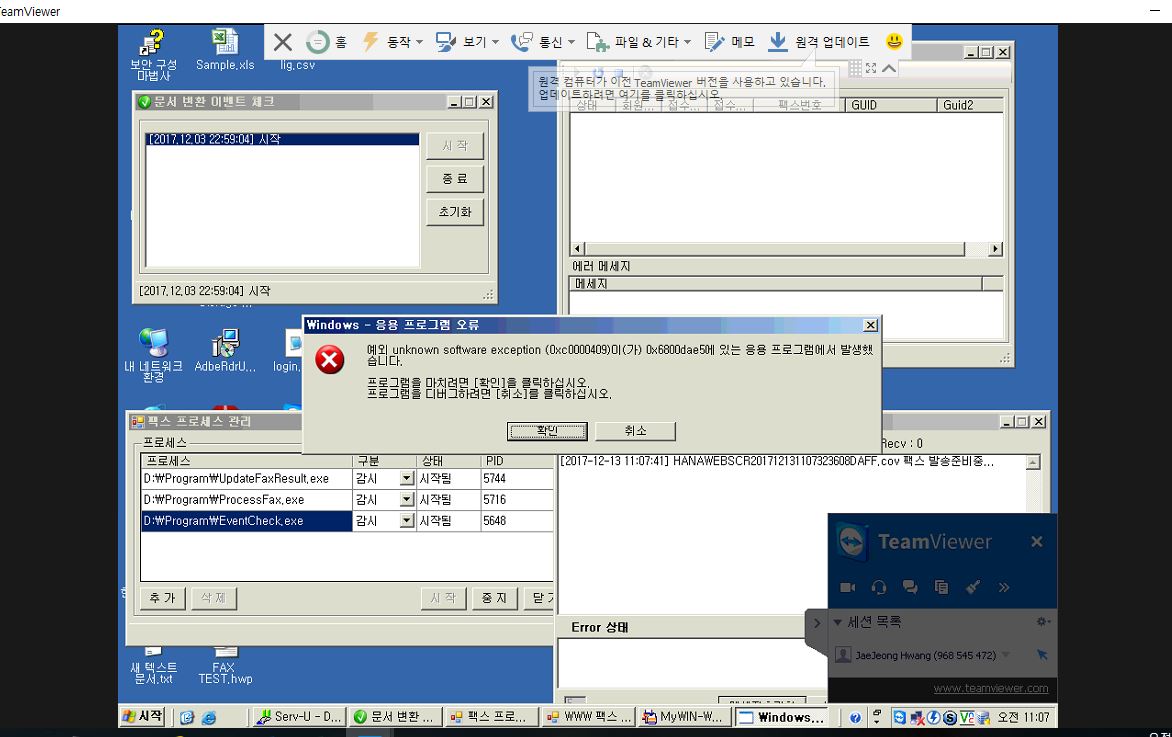 TeamViewer
홈
동작
보기
통신
파일 & 기타
메모
원격 업데이트
원격 컴퓨터가 이전 TeamViewer 버전을 사용하고 있습니다.
업데이트하려면 여기를 클릭하십시오.
보안 구성
마법사
Sample.xls
lig.csv
문서 변환 이벤트 체크
[2017.12.03 22:59:04] 시작
시 작
종 료
초기화
[2017.12.03 22:59:04] 시작
상태
회원...
접수...
접수...
팩스번호
GUID
Guid2
에러 메세지
메세지
내 네트워크
환경
AdbeRdrU...
login.
Windows - 응용 프로그램 오류
예외 unknown software exception (0xc0000409)이(가) 0x6800dae5에 있는 응용 프로그램에서 발생했
습니다.
프로그램을 마치려면 [확인]을 클릭하십시오.
프로그램을 디버그하려면 [취소]를 클릭하십시오.
확인
취소
팩스 프로세스 관리
프로세스
프로세스 구분 상태 PID
D:₩Program₩UpdateFaxResult.exe 감시 시작됨 5744
D:₩Program₩ProcessFax.exe 감시 시작됨 5716
D:₩Program₩EventCheck.exe 감시 시작됨 5648
추 가
삭 제
시 작
중 지
Recv : 0
[2017-12-13 11:07:41] HANAWEBSCR201712131107323608DAFF.cov 팩스 발송준비중...
Error 상태
TeamViewer
세션 목록
JaeJeong Hwang (968 545 472)
www.teamviewer.com
새 텍스트
문서.txt
FAX
TEST.hwp
시작
Serv-U - D...
문서 변환 ...
팩스 프로...
WWW 팩스 ...
MyWIN-W...
Windows...
오전 11:07